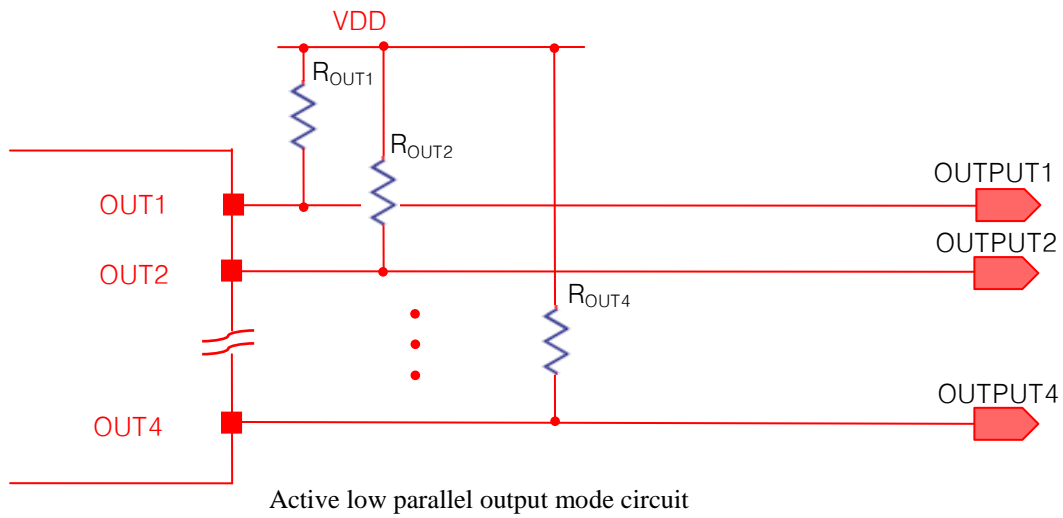 VDD
ROUT1
ROUT2
OUTPUT1
OUT1
OUTPUT2
OUT2
ROUT4
OUTPUT4
OUT4
Active low parallel output mode circuit